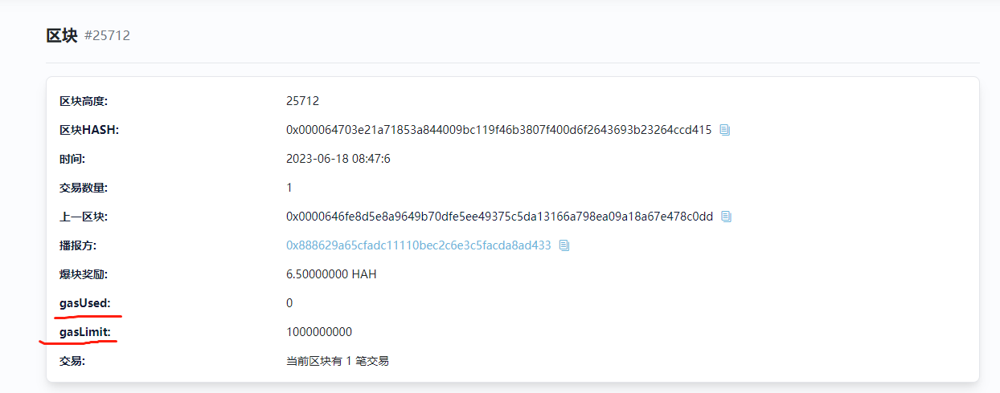 区块 #25712
区块高度: 25712
区块HASH: 0x000064703e21a71853a844009bc119f46b3807f400d6f2643693b23264ccd415
时间: 2023-06-18 08:47:6
交易数量: 1
上一区块: 0x0000646fe8d5e8a9649b70dfe5ee49375c5da13166a798ea09a18a67e478c0dd
播报方: 0x888629a65cfadc11110bec2c6e3c5facda8ad433
爆块奖励: 6.50000000 HAH
gasUsed: 0
gasLimit: 1000000000
交易: 当前区块有 1 笔交易